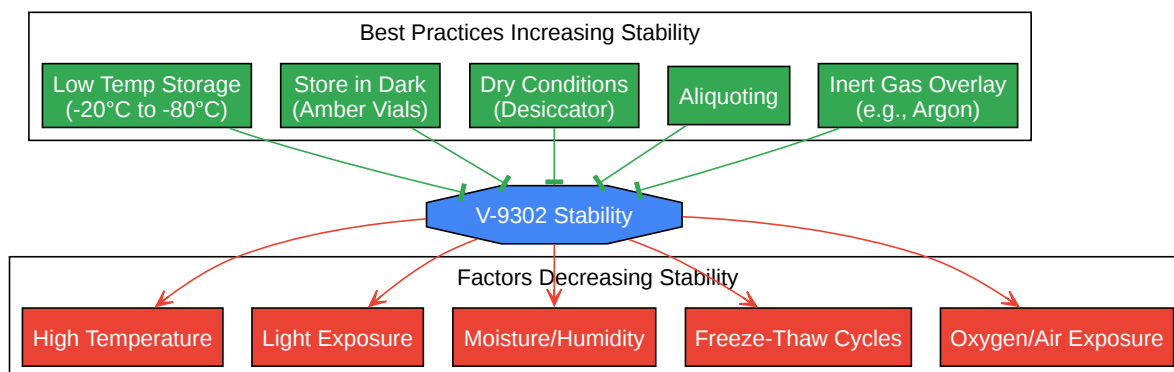 Best Practices Increasing Stability
Low Temp Storage
(-20°C to -80°C)
Store in Dark
(Amber Vials)
Dry Conditions
(Desiccator)
Aliquoting
Inert Gas Overlay
(e.g., Argon)
V-9302 Stability
Factors Decreasing Stability
High Temperature
Light Exposure
Moisture/Humidity
Freeze-Thaw Cycles
Oxygen/Air Exposure